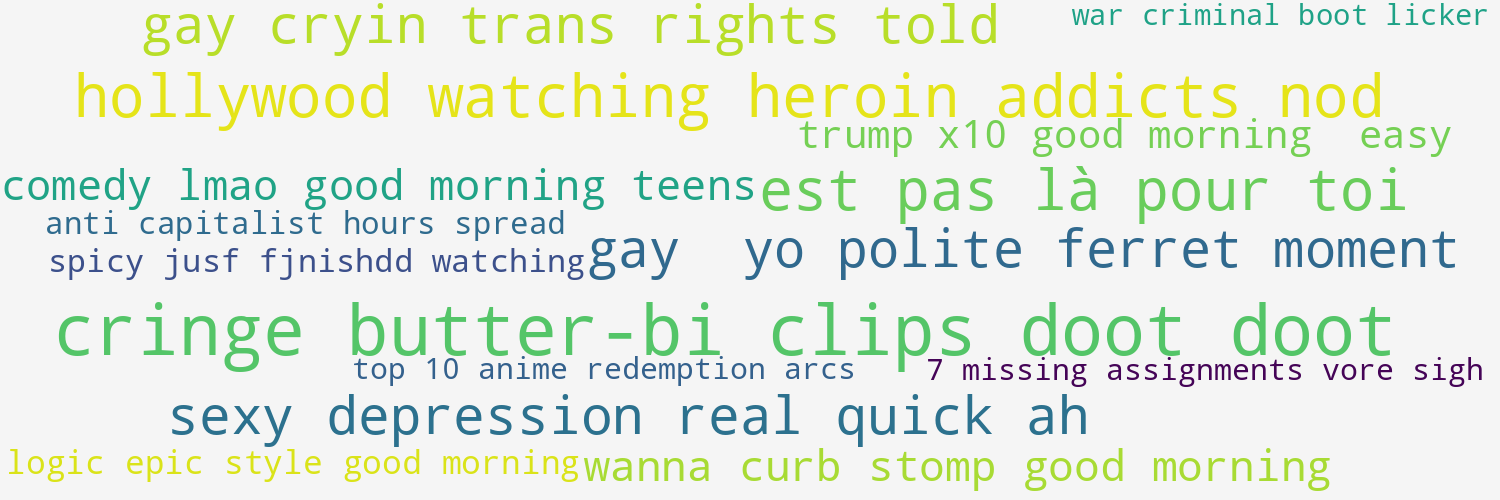 gay cryin trans rights told
war criminal boot licker
hollywood watching heroin addicts nod
trump x10 good morning  easy
comedy lmao good morning teens
est pas là pour toi
anti capitalist hours spread
gay  yo polite ferret moment
spicy jusf fjnishdd watching
cringe butter-bi clips doot doot
top 10 anime redemption arcs
7 missing assignments vore sigh
sexy depression real quick ah
logic epic style good morning
wanna curb stomp good morning